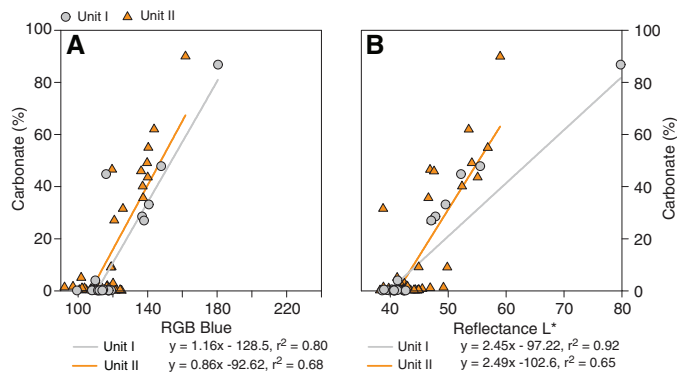 Unit I Unit II
A
B
Carbonate (%)
100
80
60
40
20
0
100 140 180 220
RGB Blue
Carbonate (%)
100
80
60
40
20
0
40 50 60 70 80
Reflectance L*
Unit I y = 1.16x - 128.5, r² = 0.80
Unit II y = 0.86x -92.62, r² = 0.68
Unit I y = 2.45x - 97.22, r² = 0.92
Unit II y = 2.49x -102.6, r² = 0.65